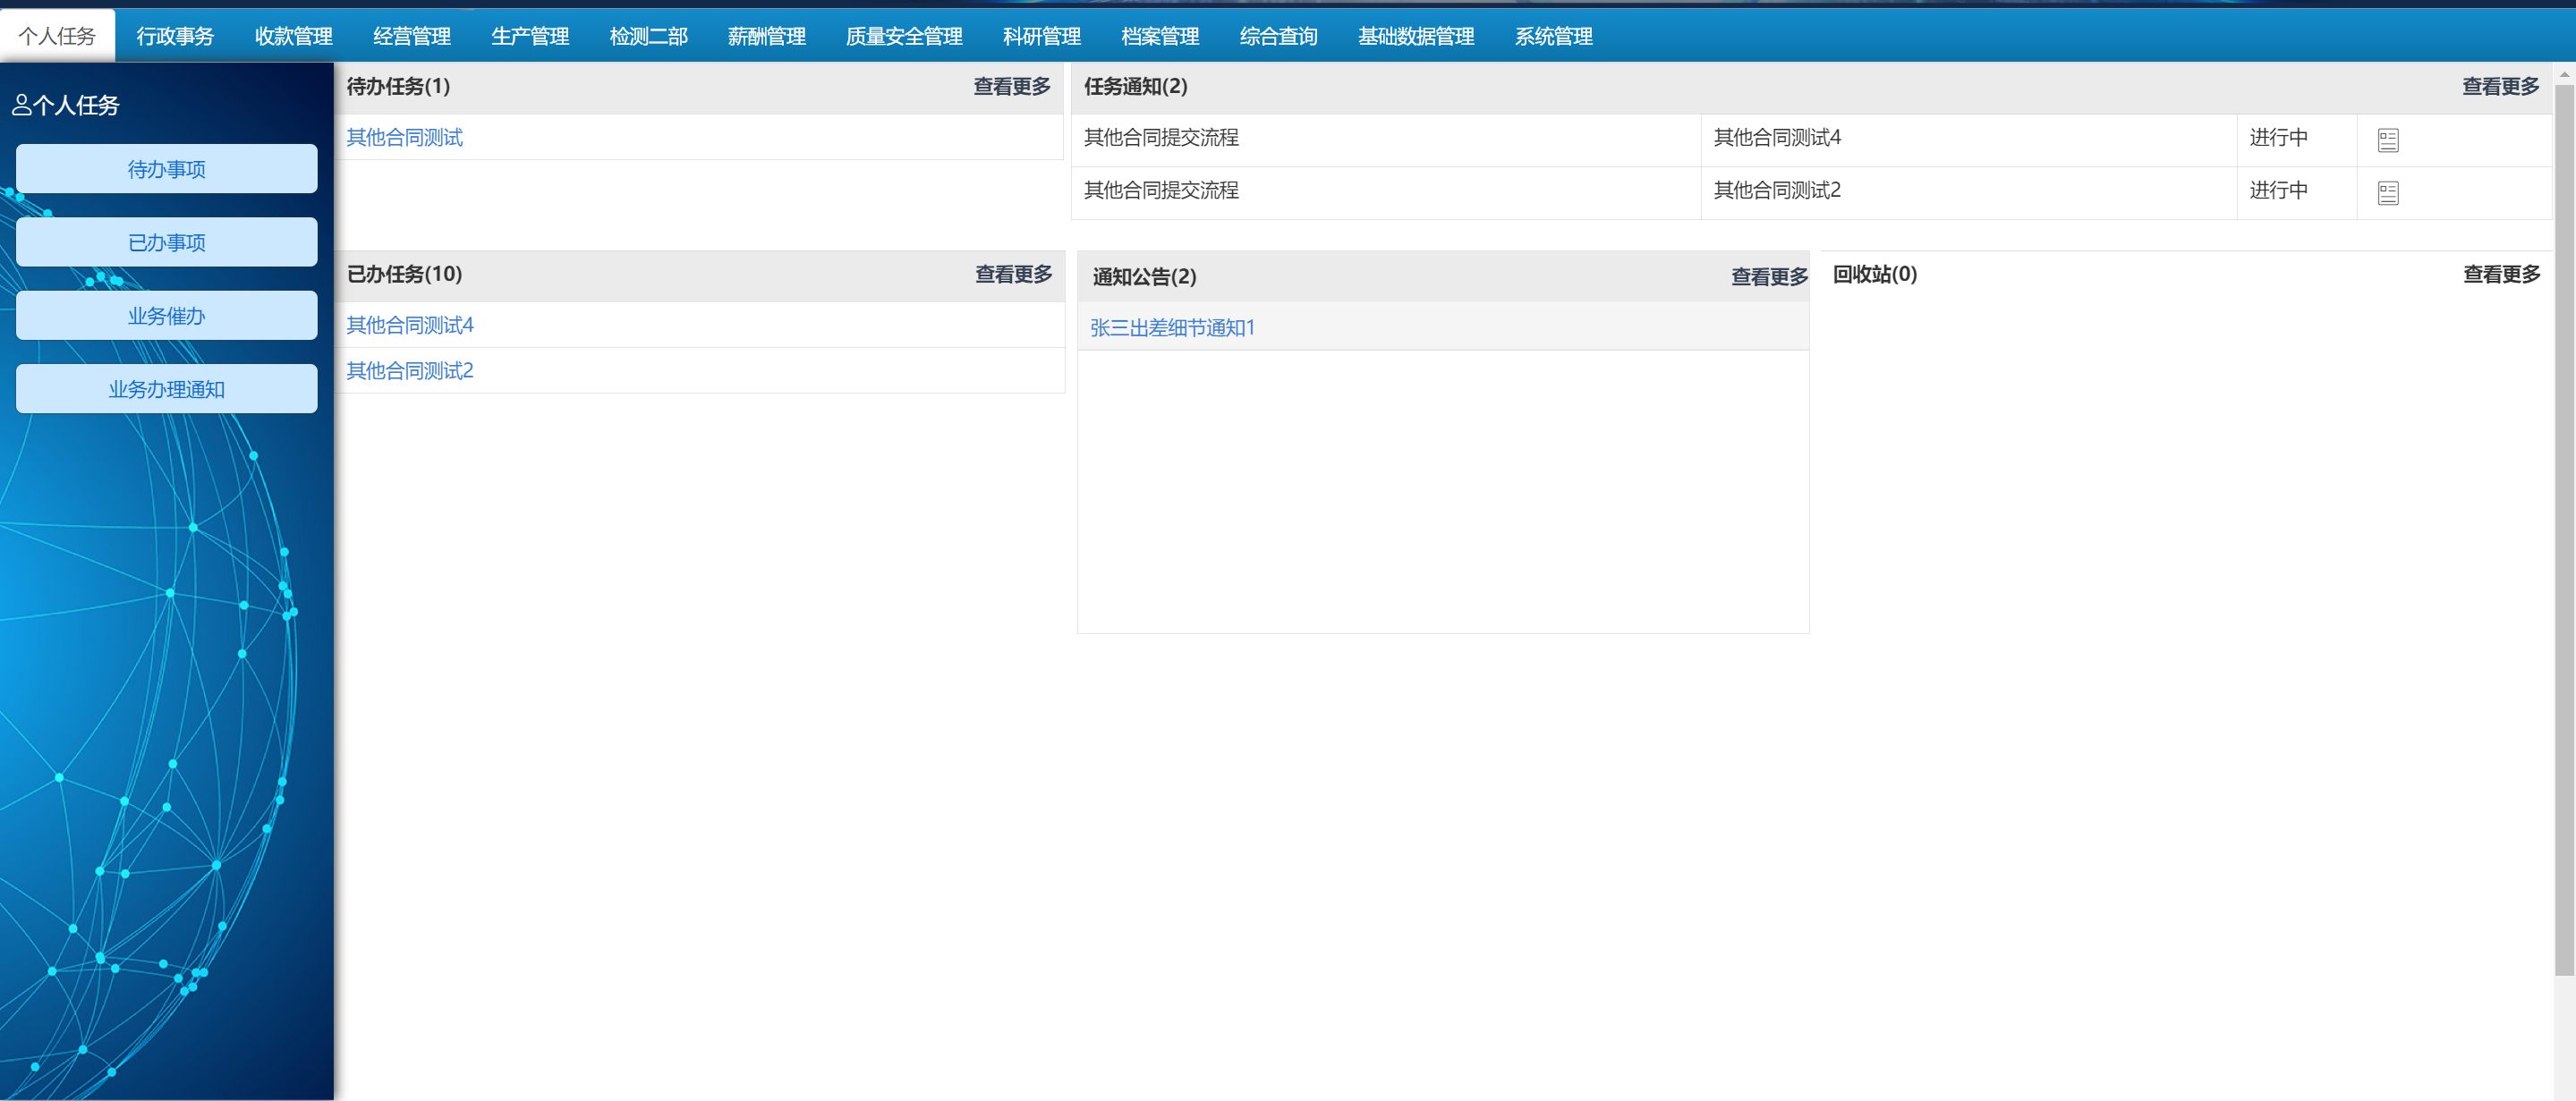 个人任务 行政事务 收款管理 经营管理 生产管理 检测二部 薪酬管理 质量安全管理 科研管理 档案管理 综合查询 基础数据管理 系统管理
个人任务
待办事项
已办事项
业务催办
业务办理通知
待办任务(1) 查看更多
其他合同测试
任务通知(2) 查看更多
其他合同提交流程 其他合同测试4 进行中
其他合同提交流程 其他合同测试2 进行中
已办任务(10) 查看更多
其他合同测试4
其他合同测试2
通知公告(2) 查看更多
张三出差细节通知1
回收站(0) 查看更多